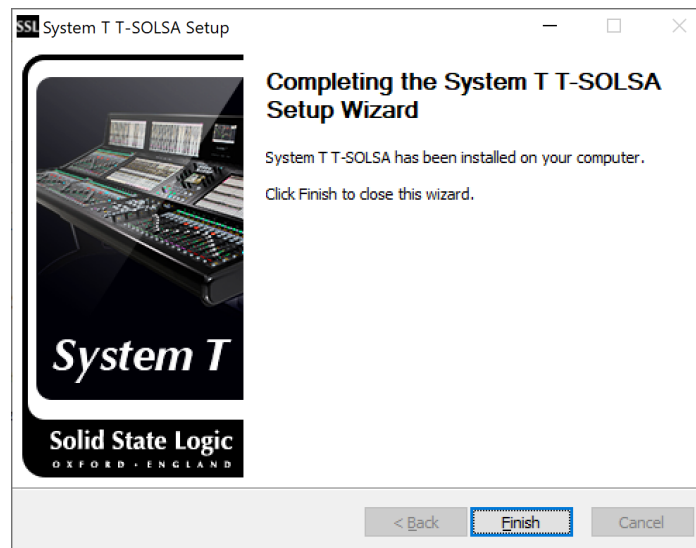 SSL System T T-SOLSA Setup
Completing the System T T-SOLSA
Setup Wizard
System T T-SOLSA has been installed on your computer.
Click Finish to close this wizard.
System T
Solid State Logic
OXFORD · ENGLAND
< Back
Finish
Cancel